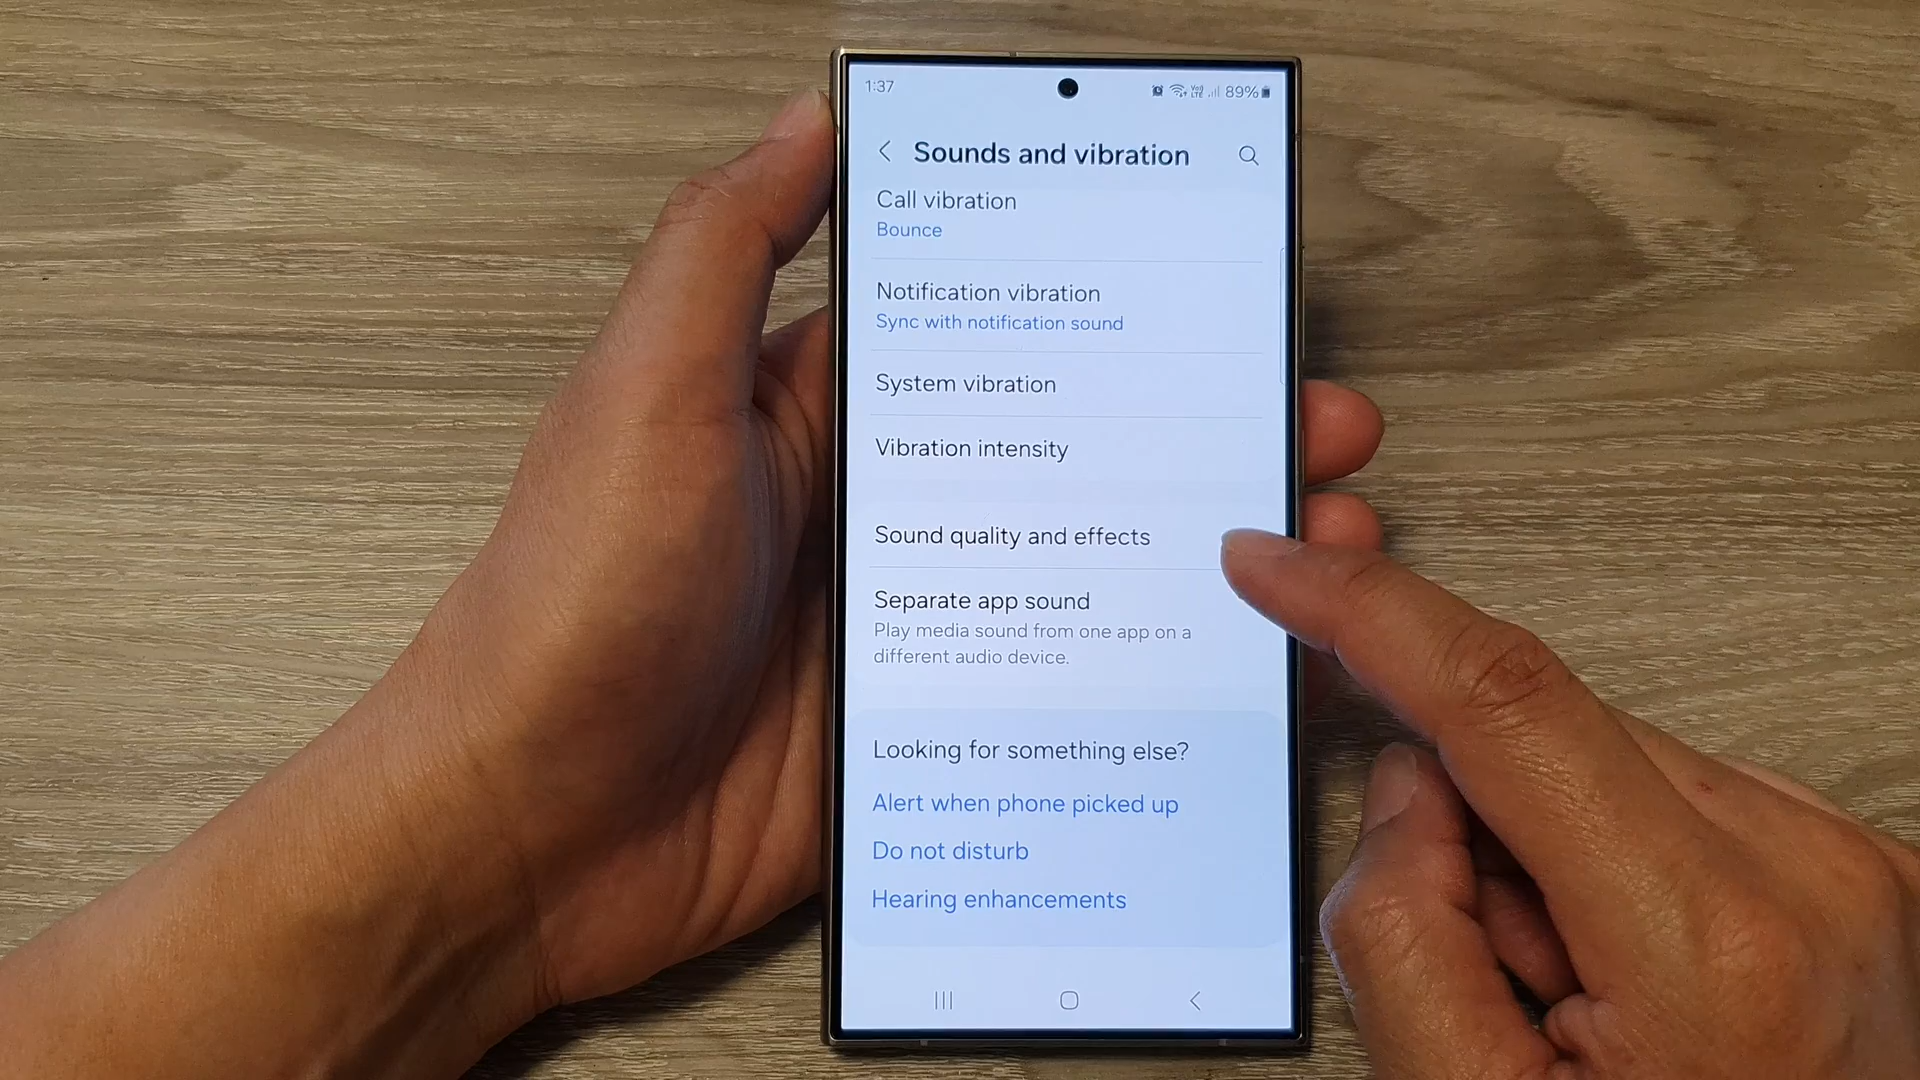 1:37
Vo)) LTE 89%
Sounds and vibration
Call vibration
Bounce
Notification vibration
Sync with notification sound
System vibration
Vibration intensity
Sound quality and effects
Separate app sound
Play media sound from one app on a
different audio device.
Looking for something else?
Alert when phone picked up
Do not disturb
Hearing enhancements